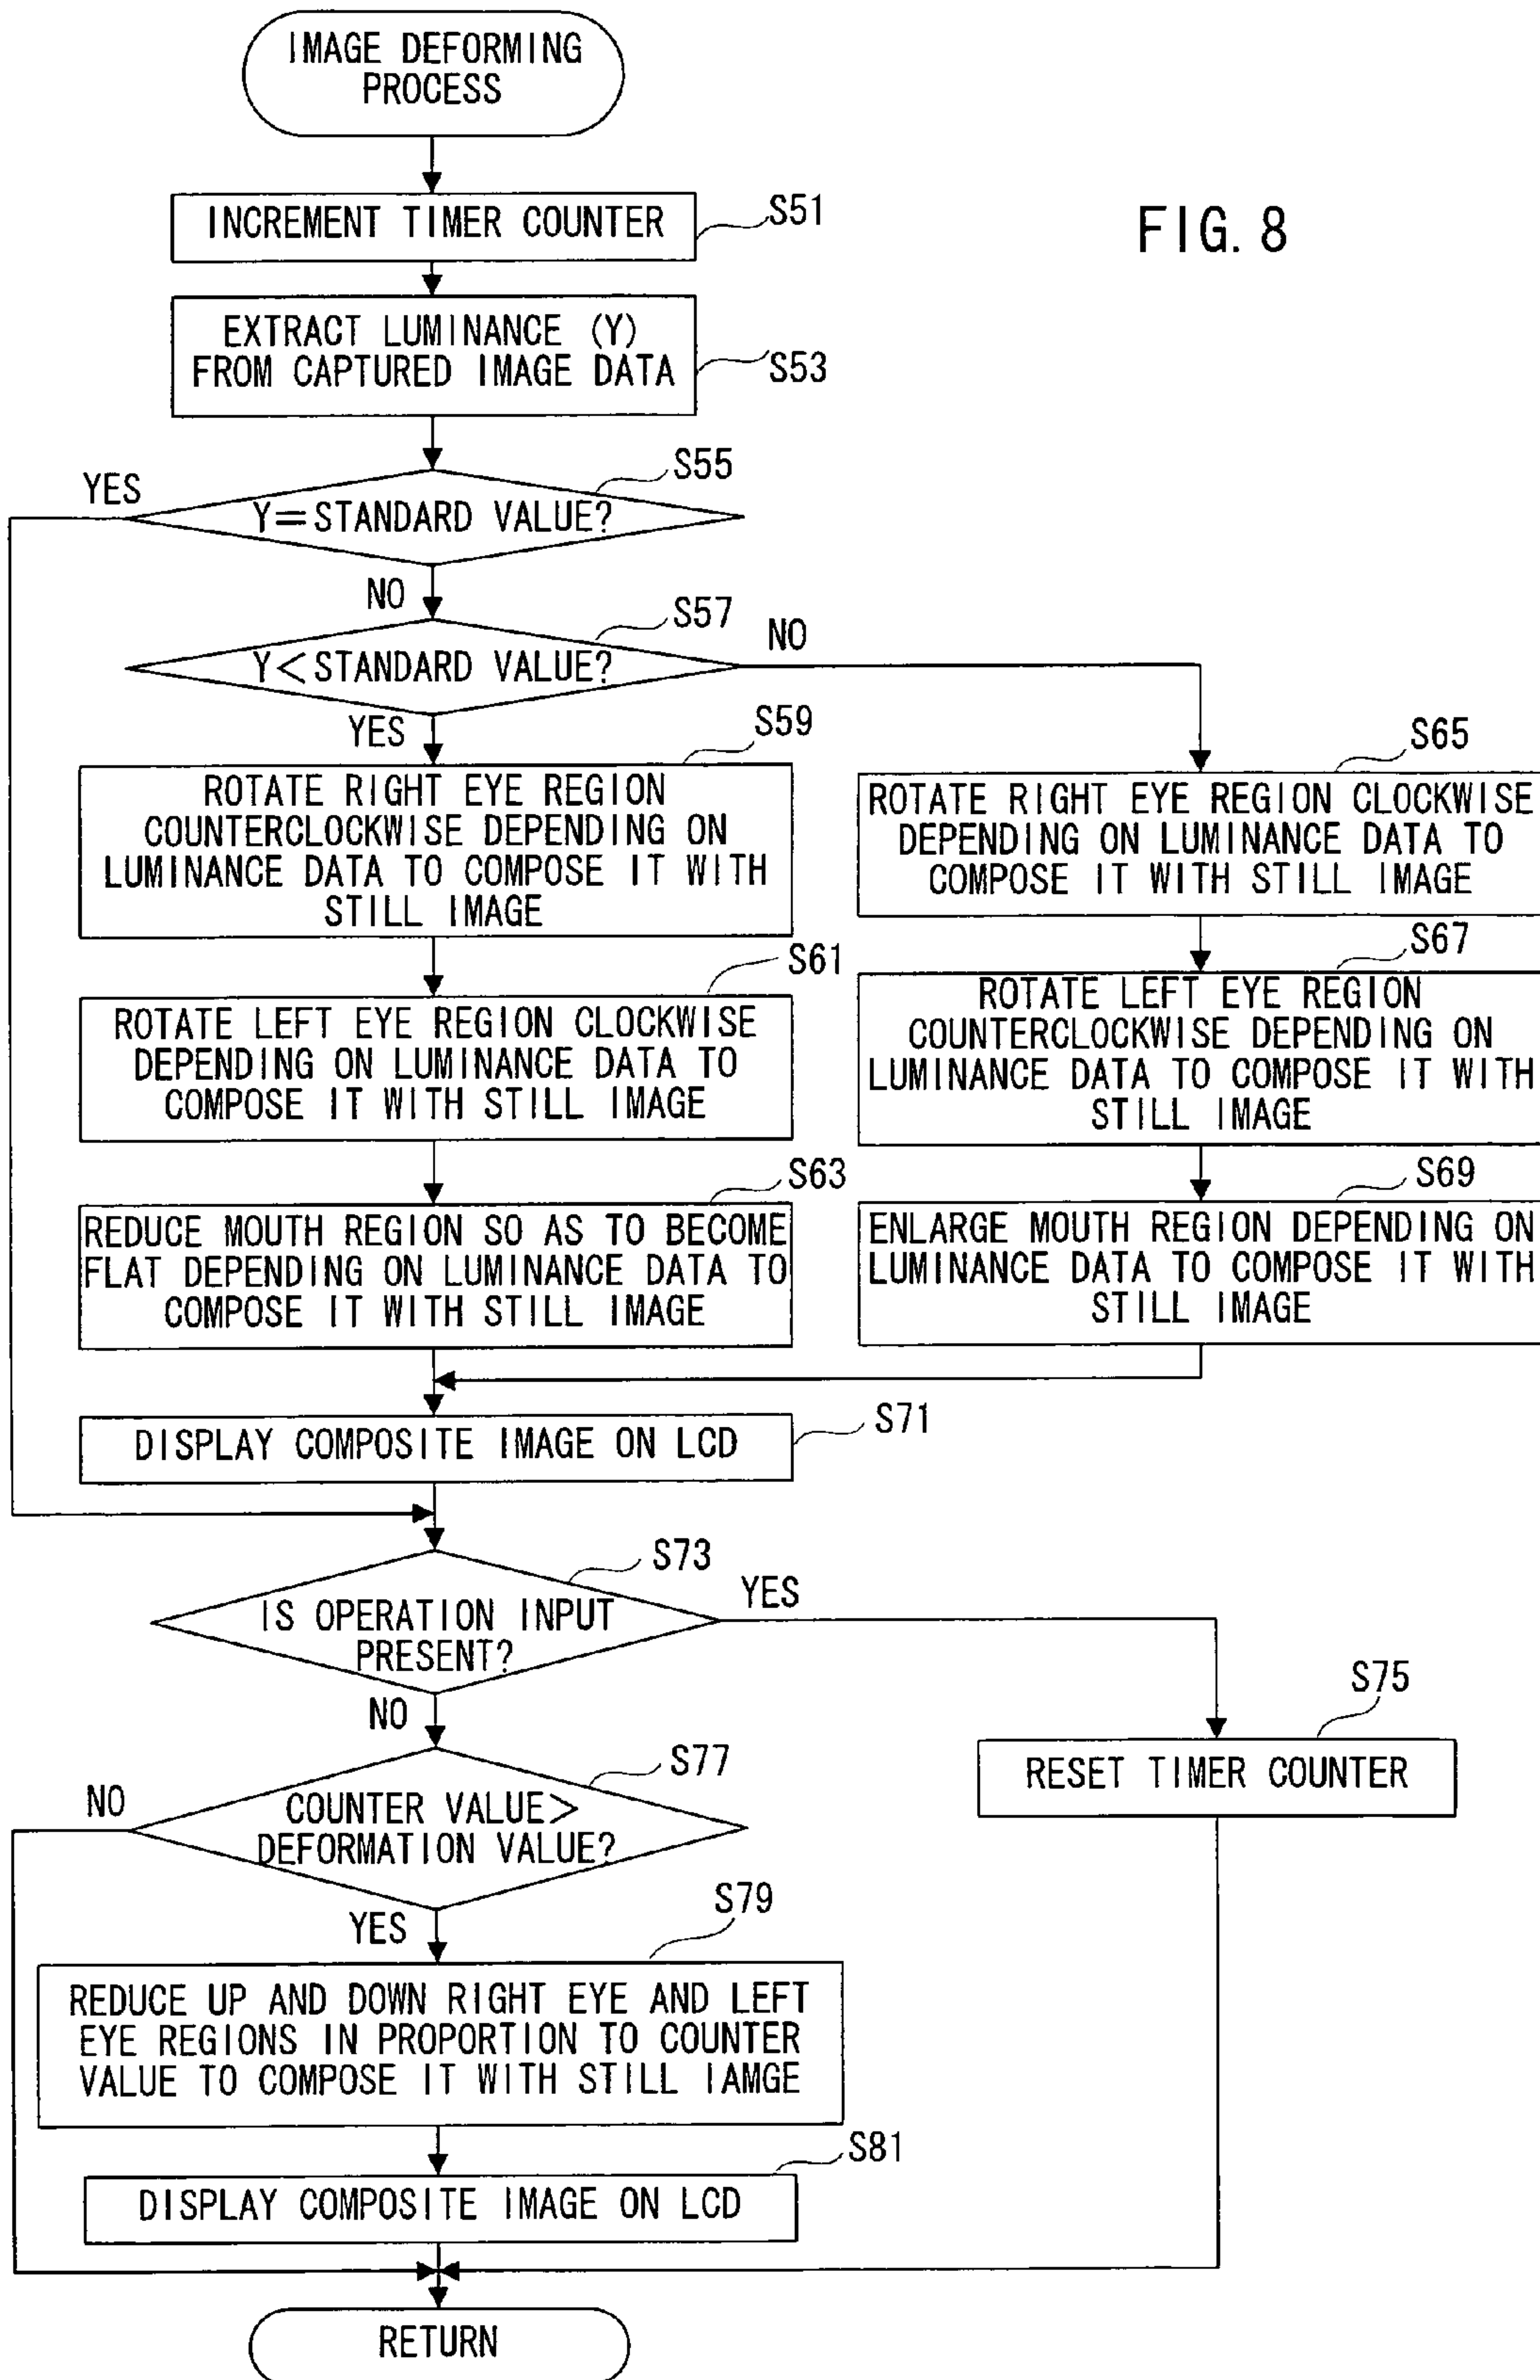 IMAGE DEFORMING
PROCESS
INCREMENT TIMER COUNTER
S51
FIG. 8
EXTRACT LUMINANCE (Y)
FROM CAPTURED IMAGE DATA
S53
S55
YES
Y=STANDARD VALUE?
NO
S57
NO
Y<STANDARD VALUE?
YES
S59
ROTATE RIGHT EYE REGION
COUNTERCLOCKWISE DEPENDING ON
LUMINANCE DATA TO COMPOSE IT WITH
STILL IMAGE
S61
ROTATE LEFT EYE REGION CLOCKWISE
DEPENDING ON LUMINANCE DATA TO
COMPOSE IT WITH STILL IMAGE
S63
REDUCE MOUTH REGION SO AS TO BECOME
FLAT DEPENDING ON LUMINANCE DATA TO
COMPOSE IT WITH STILL IMAGE
S65
ROTATE RIGHT EYE REGION CLOCKWISE
DEPENDING ON LUMINANCE DATA TO
COMPOSE IT WITH STILL IMAGE
S67
ROTATE LEFT EYE REGION
COUNTERCLOCKWISE DEPENDING ON
LUMINANCE DATA TO COMPOSE IT WITH
STILL IMAGE
S69
ENLARGE MOUTH REGION DEPENDING ON
LUMINANCE DATA TO COMPOSE IT WITH
STILL IMAGE
S71
DISPLAY COMPOSITE IMAGE ON LCD
S73
YES
IS OPERATION INPUT
PRESENT?
NO
S75
RESET TIMER COUNTER
S77
NO
COUNTER VALUE>
DEFORMATION VALUE?
YES
S79
REDUCE UP AND DOWN RIGHT EYE AND LEFT
EYE REGIONS IN PROPORTION TO COUNTER
VALUE TO COMPOSE IT WITH STILL IAMGE
S81
DISPLAY COMPOSITE IMAGE ON LCD
RETURN